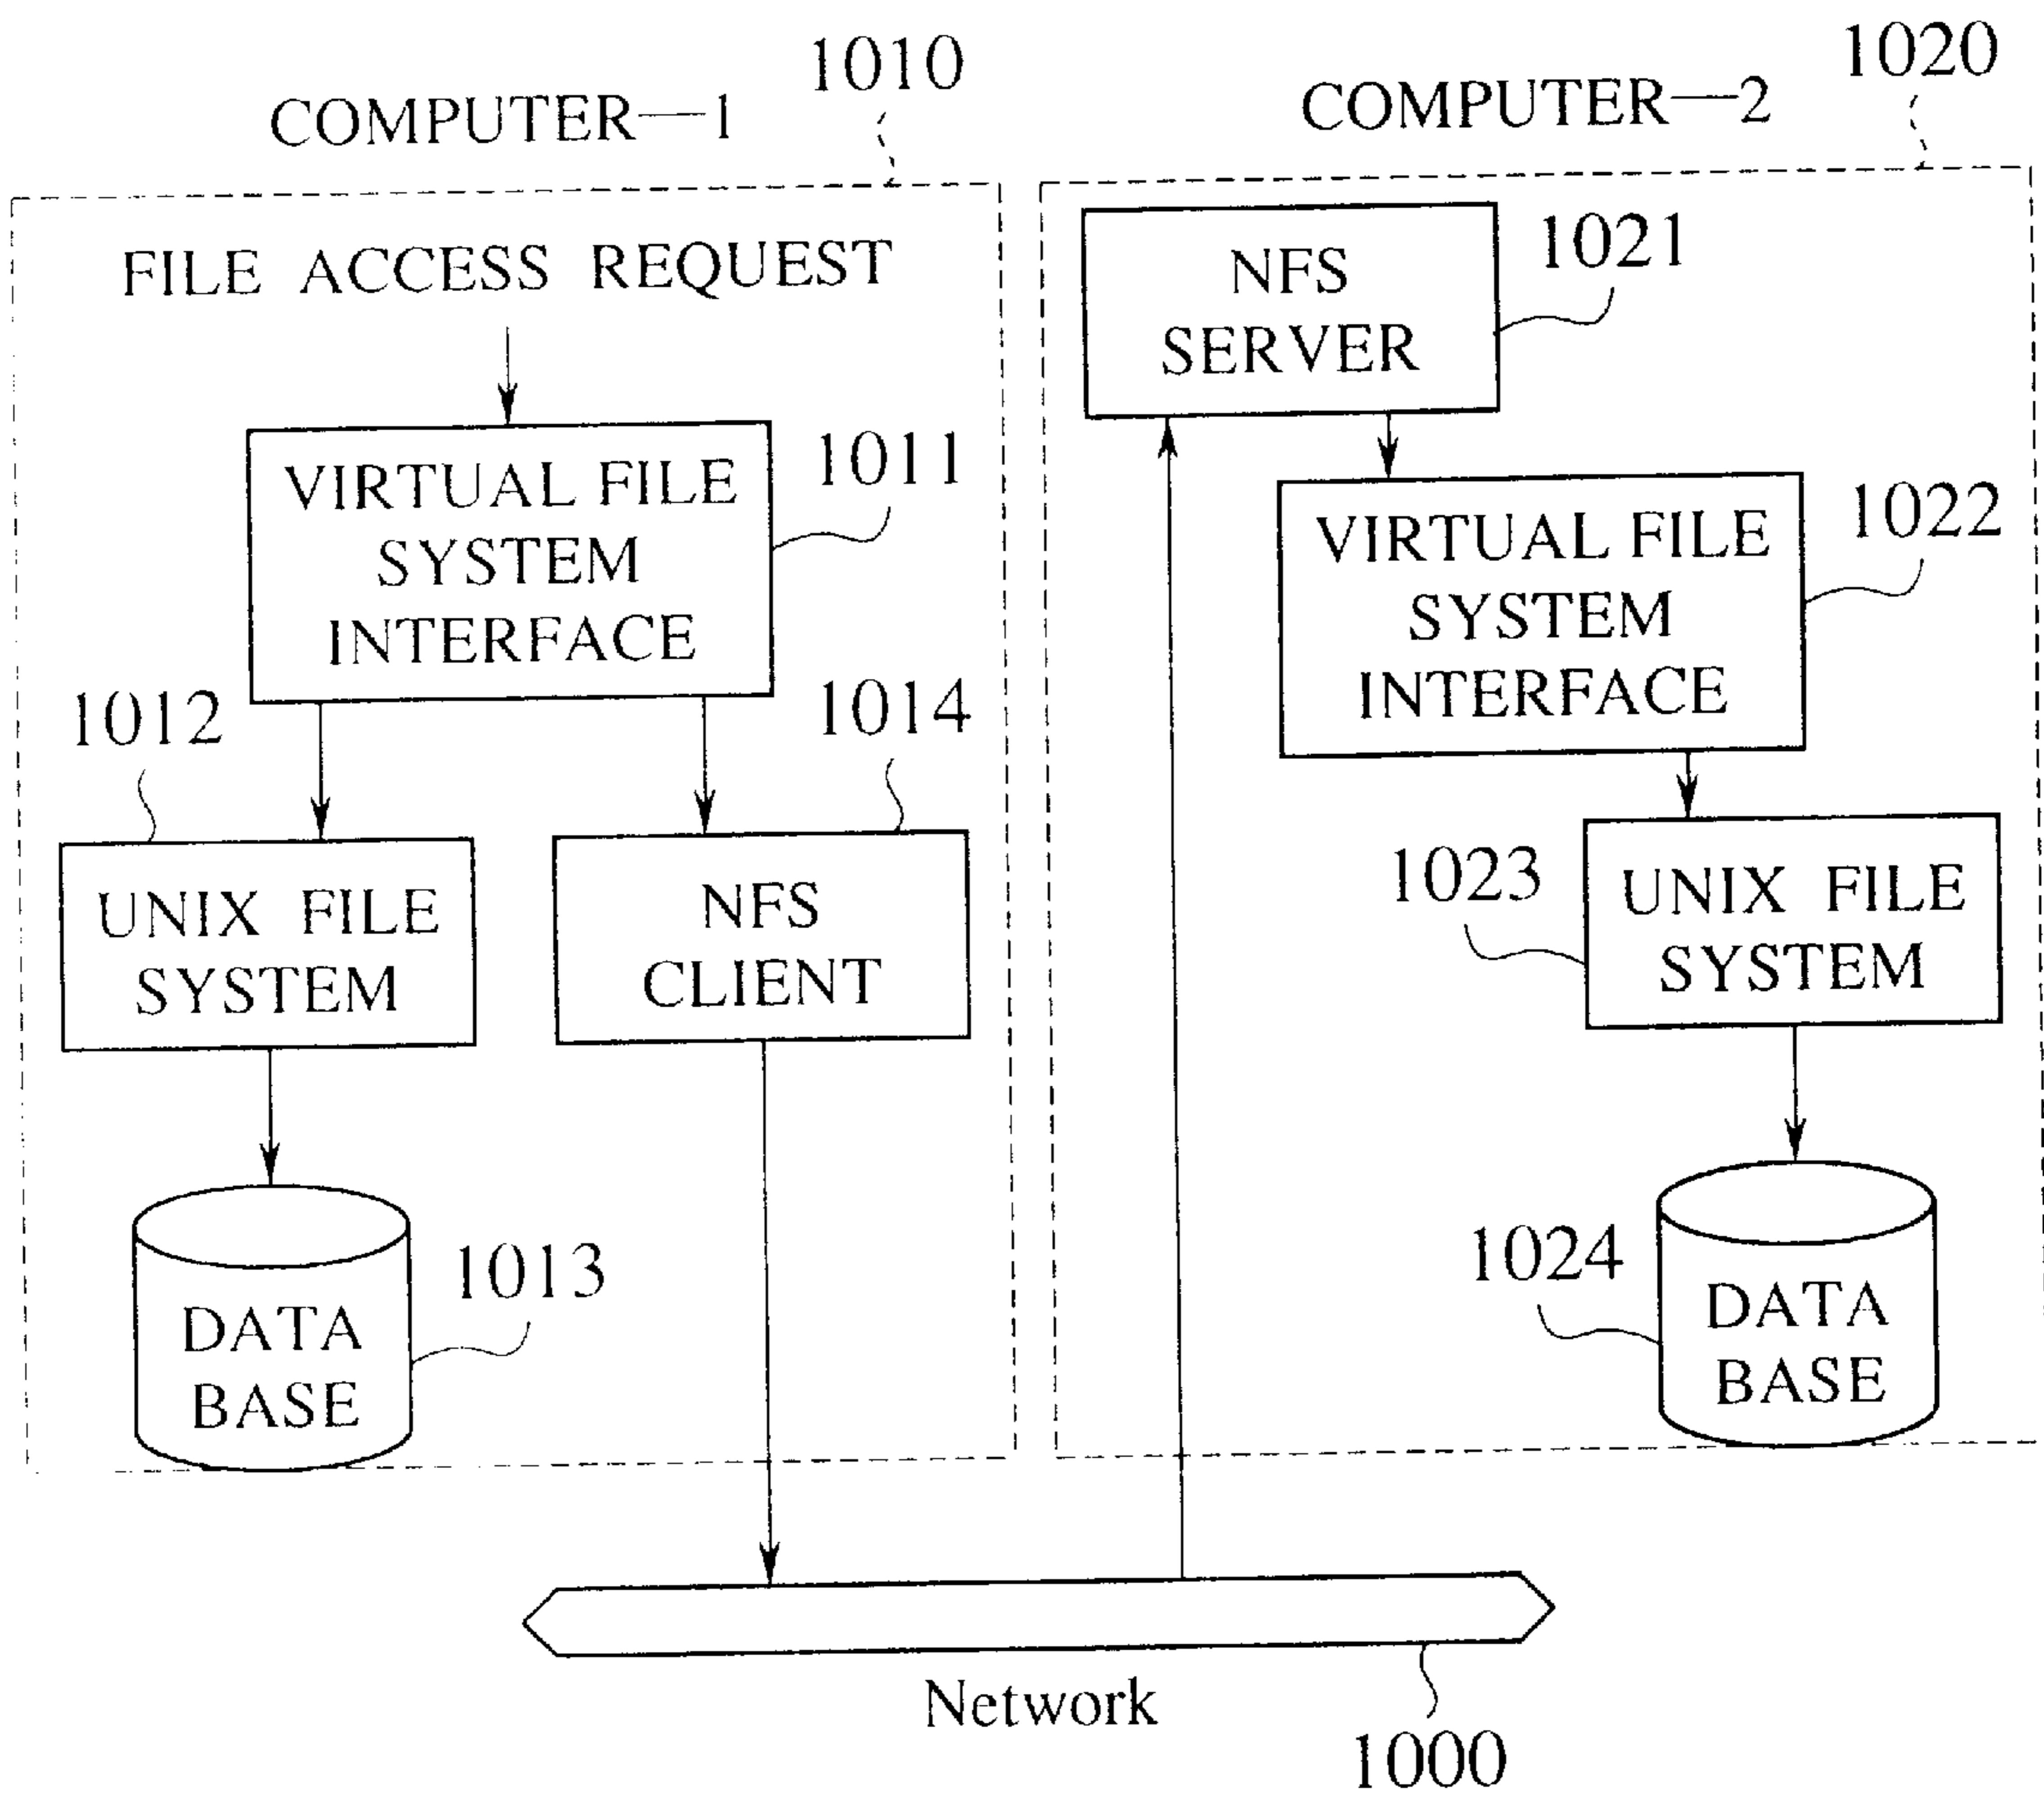 1010
COMPUTER—1
1020
COMPUTER—2
FILE ACCESS REQUEST
VIRTUAL FILE
SYSTEM
INTERFACE
1011
1012
1014
UNIX FILE
SYSTEM
NFS
CLIENT
DATA
BASE
1013
NFS
SERVER
1021
VIRTUAL FILE
SYSTEM
INTERFACE
1022
1023
UNIX FILE
SYSTEM
1024
DATA
BASE
Network
1000